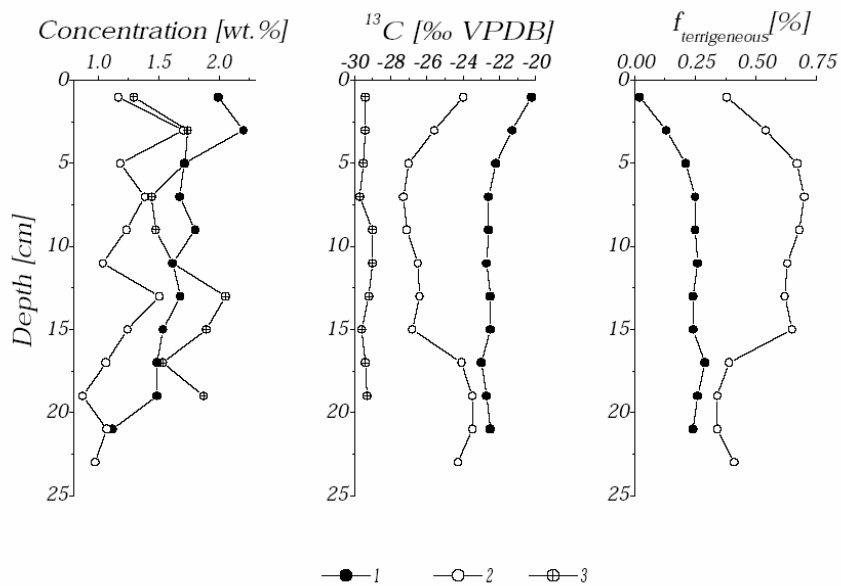 Concentration [wt.%]
1.0 1.5 2.0
0
5
10
15
20
25
Depth [cm]
13C [‰ VPDB]
-30 -28 -26 -24 -22 -20
0
5
10
15
20
25
f terrigeneous [%]
0.00 0.25 0.50 0.75
0
5
10
15
20
25
1 2 3